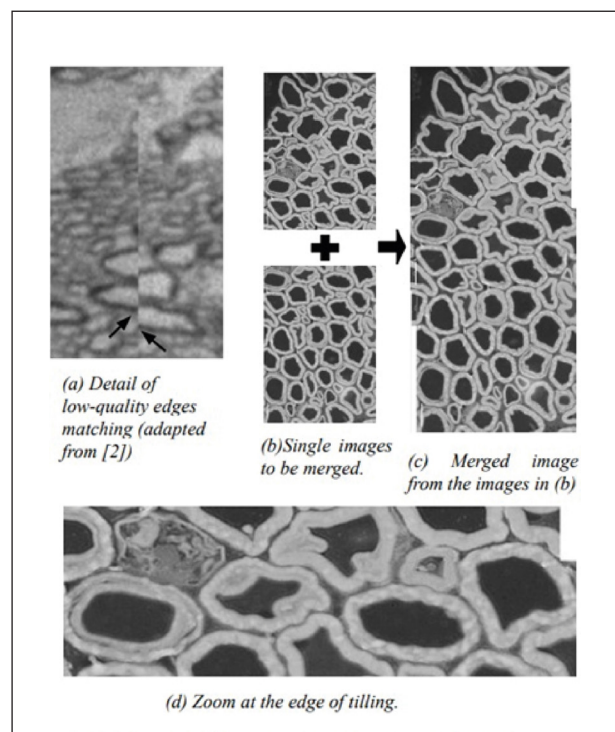 (a) Detail of
low-quality edges
matching (adapted
from [2])
(b)Single images
to be merged.
(c) Merged image
from the images in (b)
(d) Zoom at the edge of tilling.